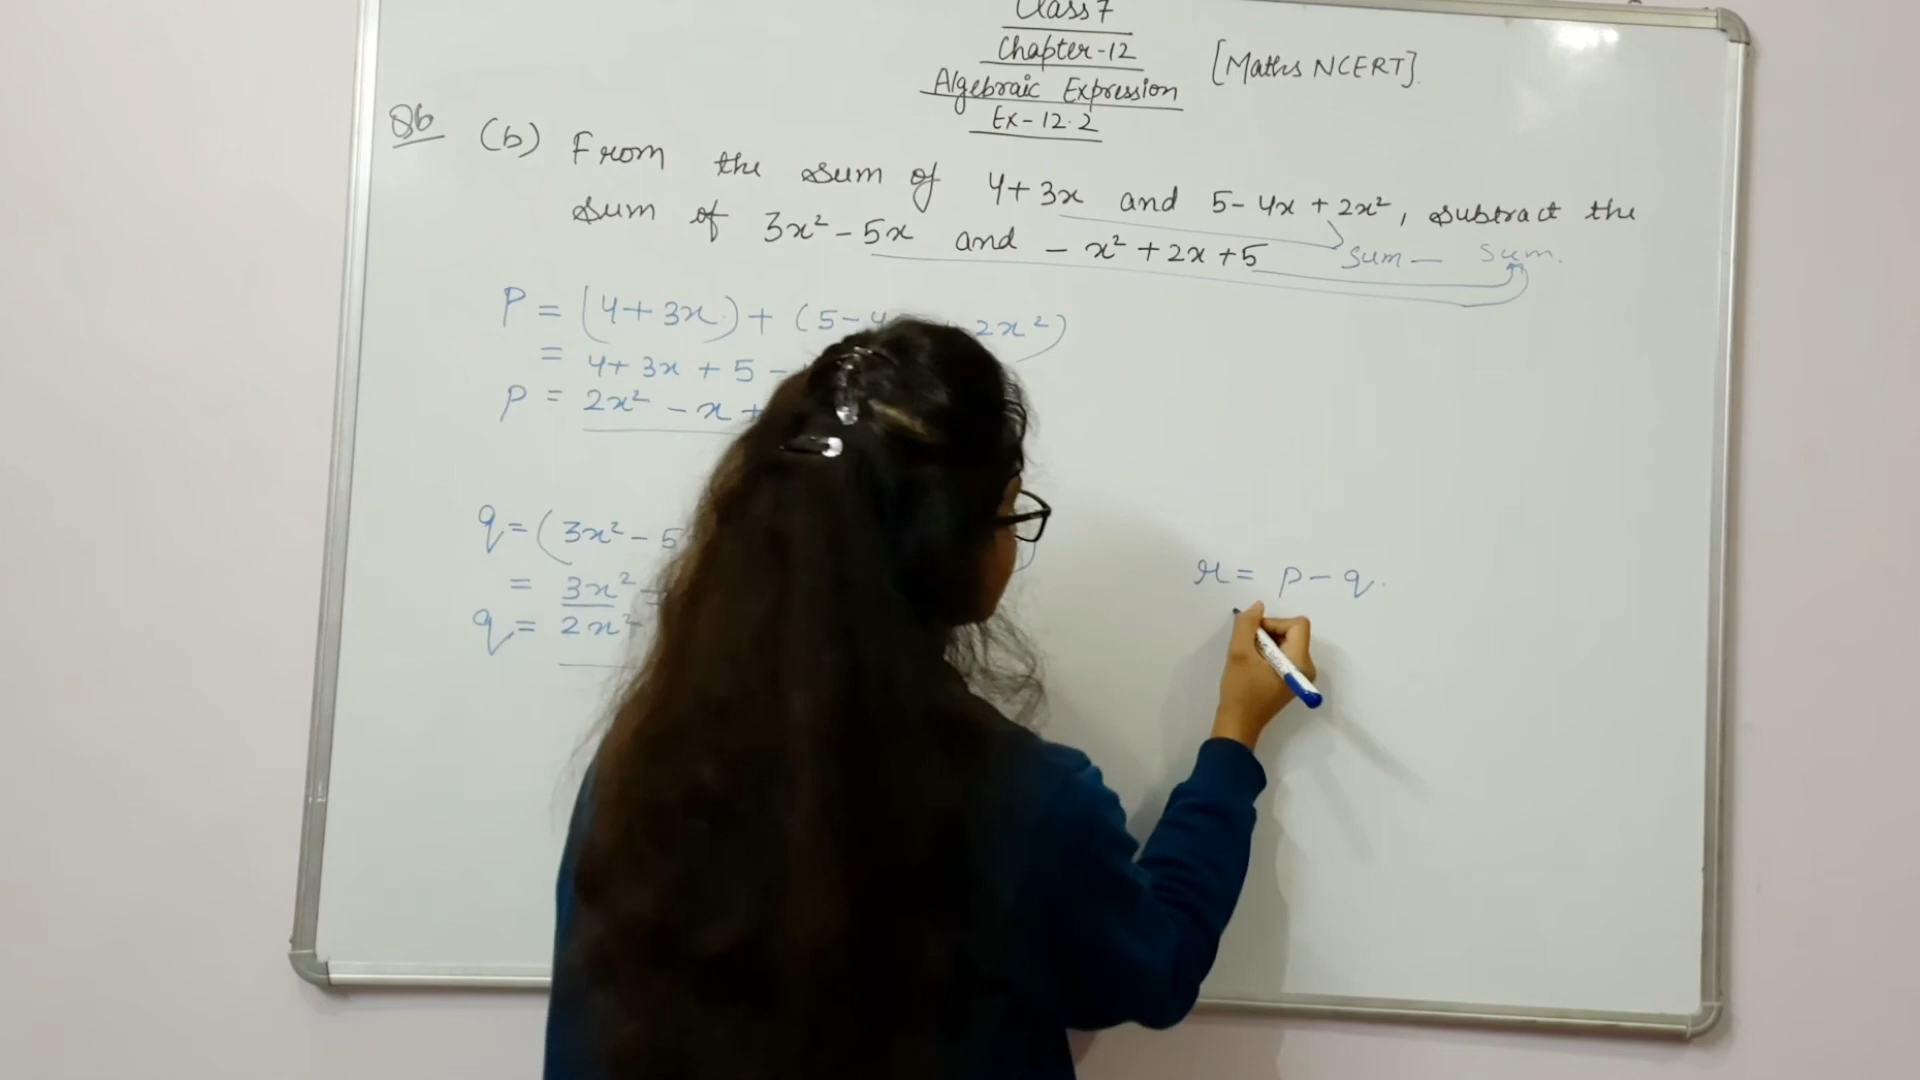 Class 7
Chapter-12
[Maths NCERT].
Algebraic Expression
Ex-12.2
Q6 (b) From the sum of 4+3x and 5-4x+2x², subtract the
sum of 3x²-5x and -x²+2x+5
sum - sum.
P = (4+3x)+(5-4 + 2x²)
= 4+3x+5-
p = 2x²-x+
q=(3x²-5 )
= 3x²-
q= 2x²-
r= p-q.